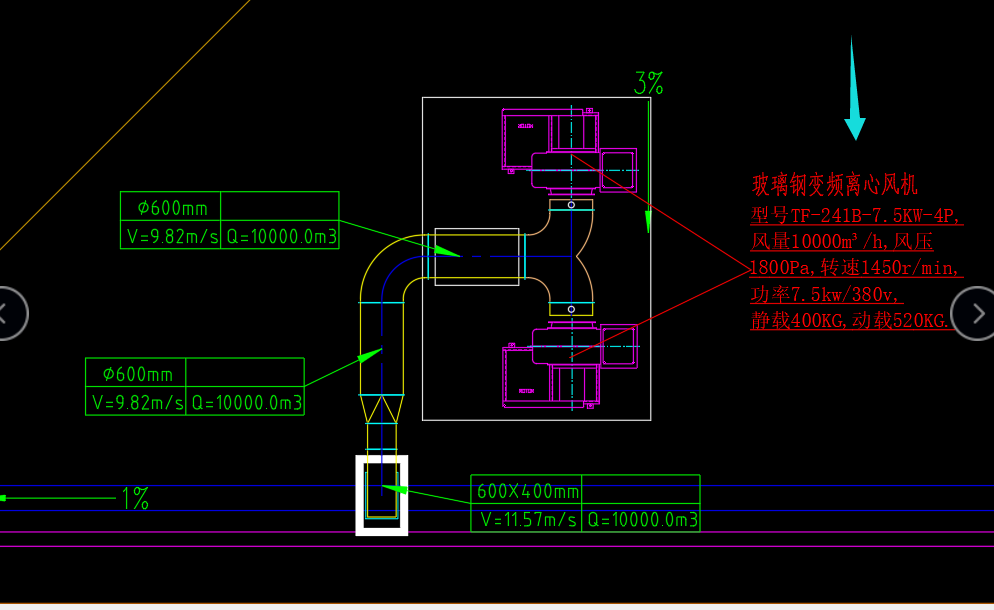 3%
MOTOR
玻璃钢变频离心风机
型号TF-241B-7.5KW-4P,
风量10000m³/h,风压
1800Pa,转速1450r/min,
功率7.5kw/380v,
静载400KG,动载520KG.
Φ600mm
V=9.82m/s Q=10000.0m3
Φ600mm
V=9.82m/s Q=10000.0m3
MOTOR
600X400mm
V=11.57m/s Q=10000.0m3
1%